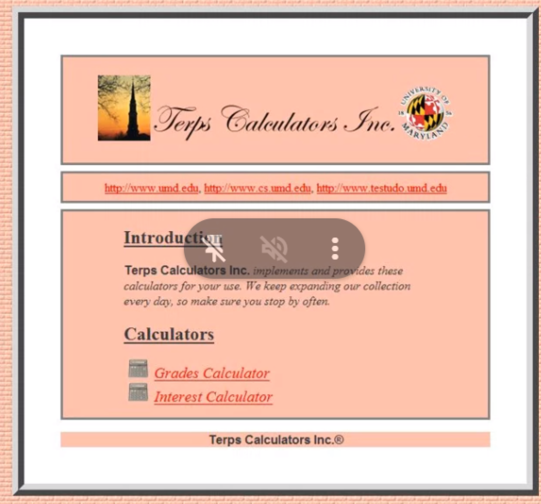 Terps Calculators Inc.
UNIVERSITY OF
18 56
MARYLAND
http://www.umd.edu, http://www.cs.umd.edu, http://www.testudo.umd.edu
Introduction
Terps Calculators Inc. implements and provides these
calculators for your use. We keep expanding our collection
every day, so make sure you stop by often.
Calculators
Grades Calculator
Interest Calculator
Terps Calculators Inc.®